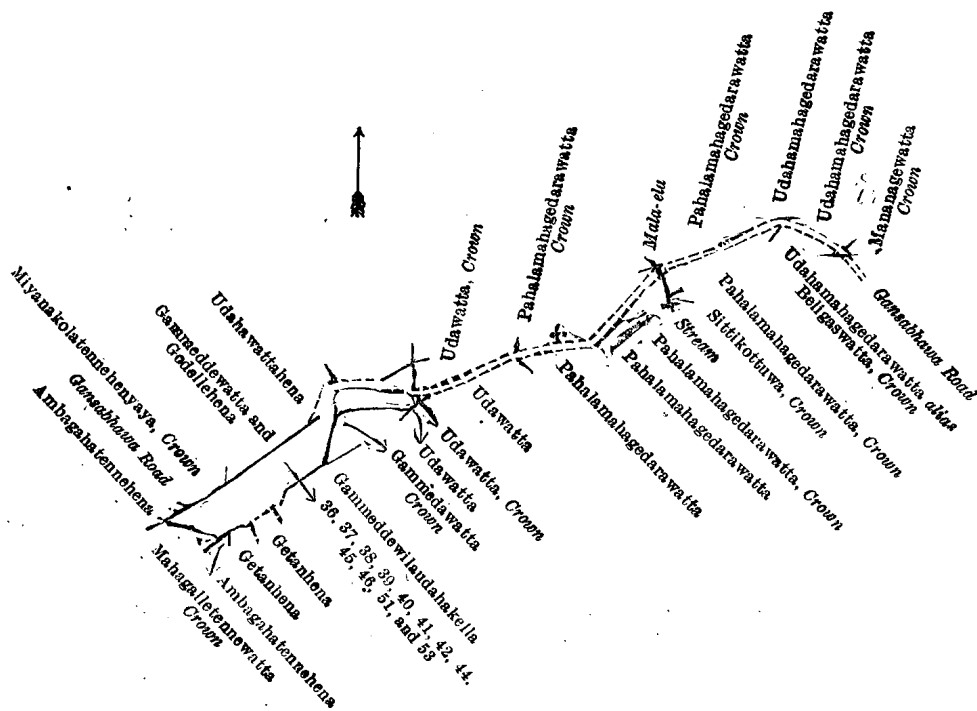 Miyanakolatennehenyaya, Crown
Gansabhawa Road
Ambagahatennehena
Gammeddewatta and
Godellehena
Udahawattahena
Udawatta, Crown
Pahalamahagedarawatta
Crown
Mala-ela
Pahalamahagedarawatta
Crown
Udahamahagedarawatta
Udahamahagedarawatta
Crown
Mananagewatta
Crown
Gansabhawa Road
Udahamahagedarawatta alias
Bellgaswatta, Crown
Pahalamahagedarawatta, Crown
Sittikottuwa, Crown
Stream
Pahalamahagedarawatta, Crown
Pahalamahagedarawatta
Pahalamahagedarawatta
Udawatta
Udawatta, Crown
Udawatta
Gammedawatta
Crown
Gammeddewilaudahakella
36, 37, 38, 39, 40, 41, 42, 44,
45, 46, 51, and 53
Getanhena
Getanhena
Ambagahatennehena
Mahagalletennewatta
Crown